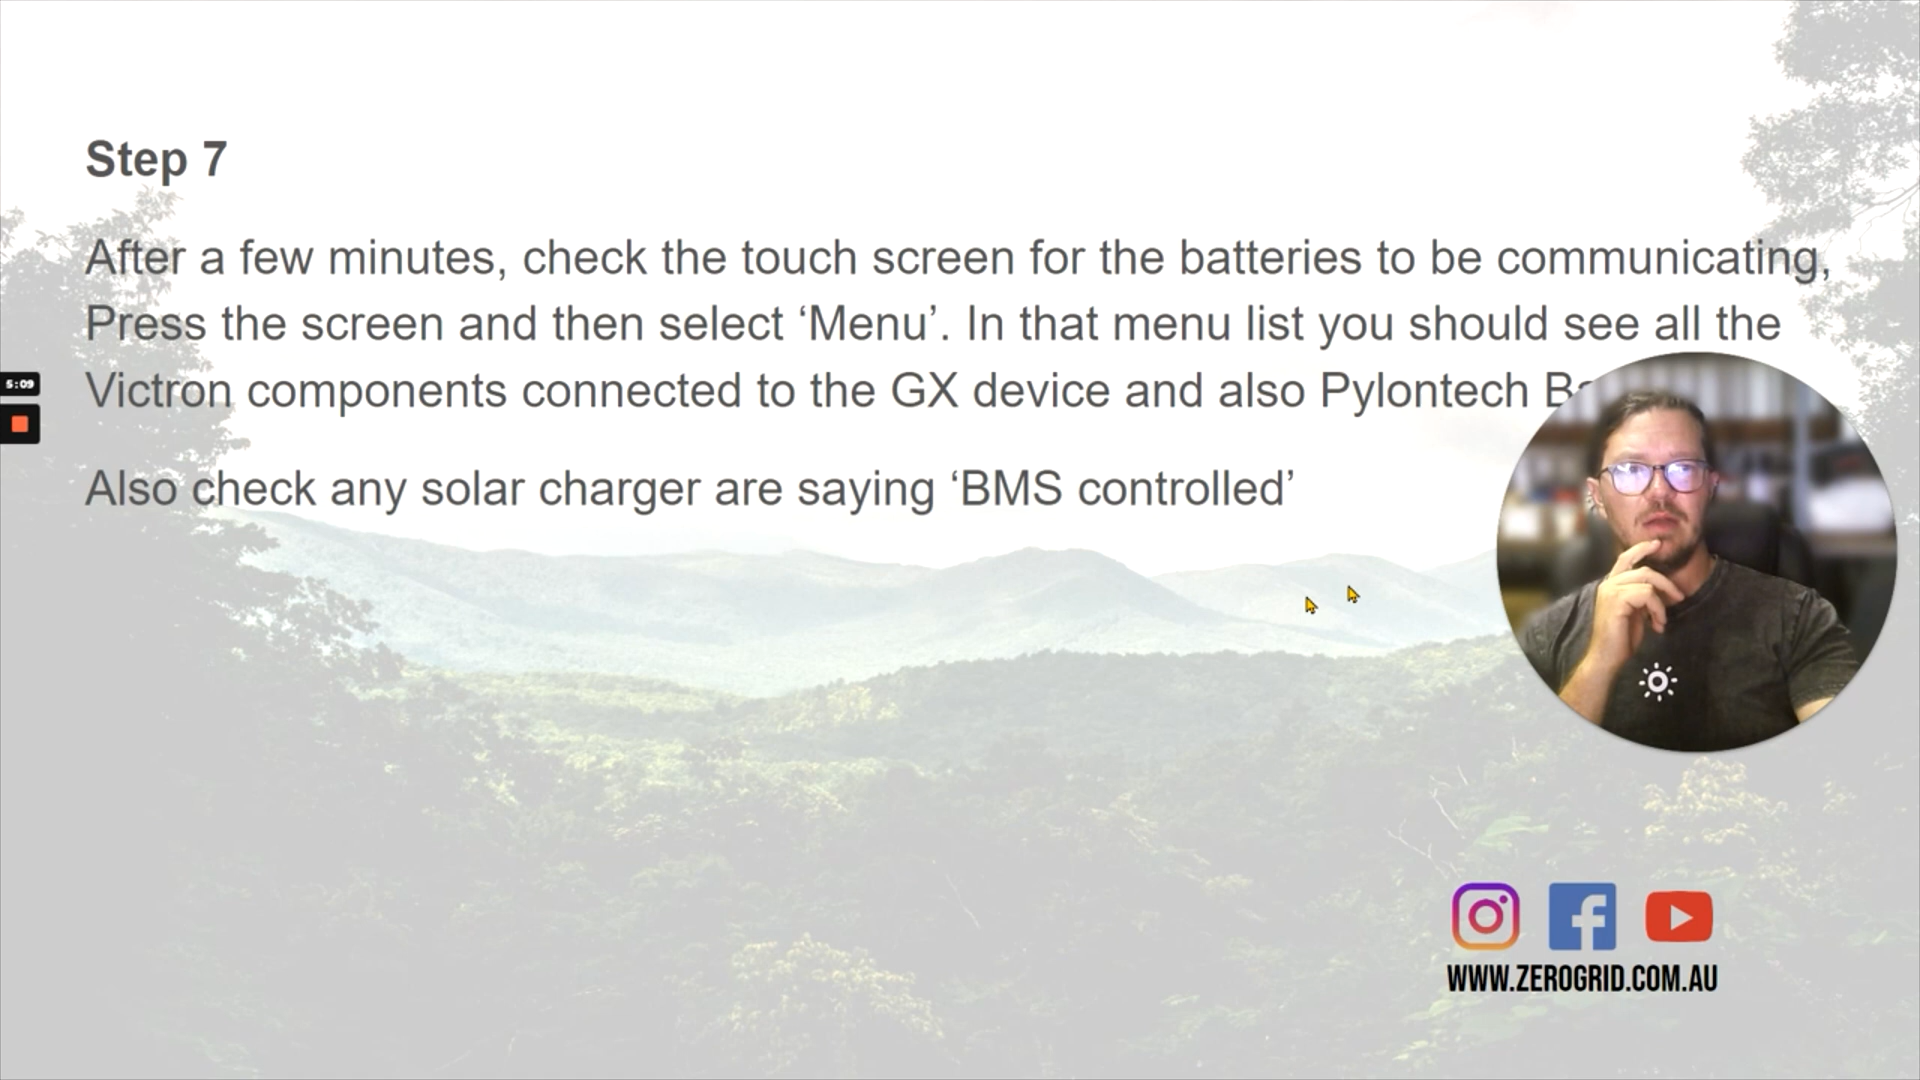 Step 7
After a few minutes, check the touch screen for the batteries to be communicating,
Press the screen and then select ‘Menu’. In that menu list you should see all the
Victron components connected to the GX device and also Pylontech
Also check any solar charger are saying ‘BMS controlled’
5:09
WWW.ZEROGRID.COM.AU